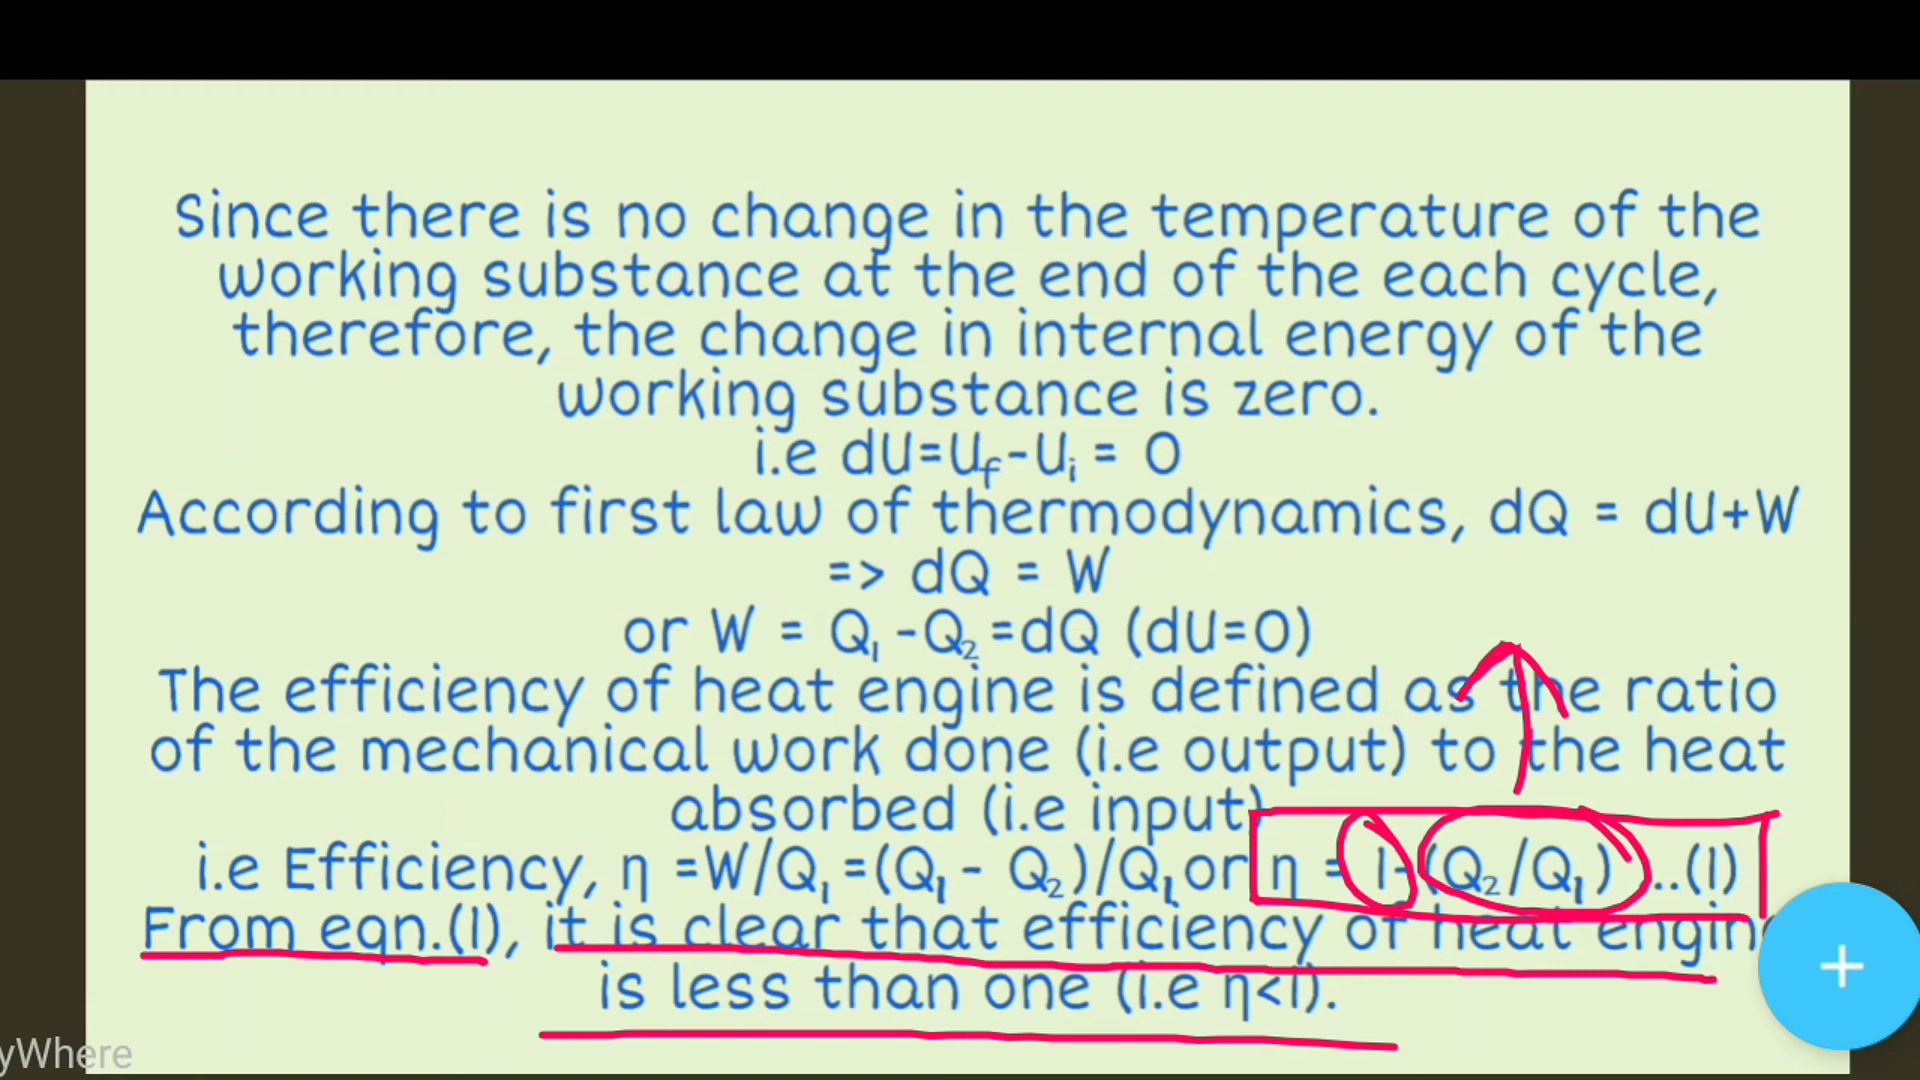 Since there is no change in the temperature of the
working substance at the end of the each cycle,
therefore, the change in internal energy of the
working substance is zero.
i.e dU=U_f-U_i = 0
According to first law of thermodynamics, dQ = dU+W
=> dQ = W
or W = Q₁ -Q₂ =dQ (dU=0)
The efficiency of heat engine is defined as the ratio
of the mechanical work done (i.e output) to the heat
absorbed (i.e input)
i.e Efficiency, η =W/Q₁ =(Q₁ - Q₂)/Q₁ or η = 1-(Q₂/Q₁) ...(1)
From eqn.(1), it is clear that efficiency of heat engin
is less than one (i.e η<1).
yWhere